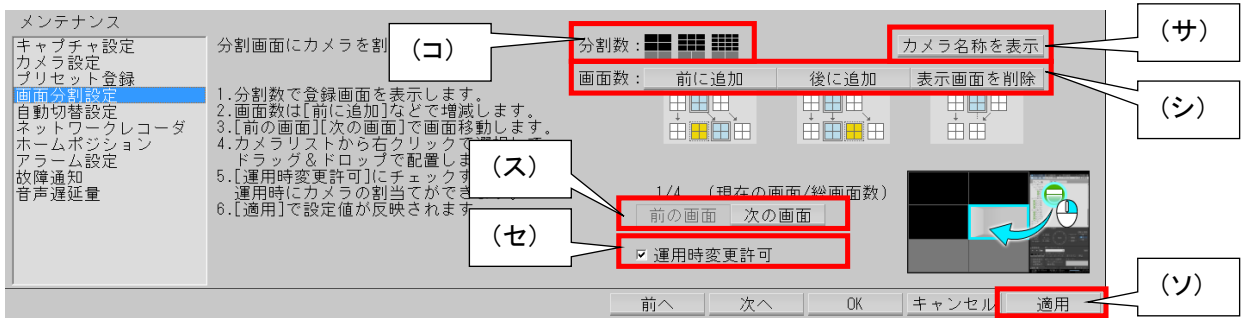 メンテナンス
キャプチャ設定
カメラ設定
プリセット登録
画面分割設定
自動切替設定
ネットワークレコーダ
ホームポジション
アラーム設定
故障通知
音声遅延量
分割画面にカメラを割
1.分割数で登録画面を表示します。
2.画面数は[前に追加]などで増減します。
3.[前の画面][次の画面]で画面移動します。
4.カメラリストから右クリックで
ドラッグ&ドロップで配置しま
5.[運用時変更許可]にチェックす
運用時にカメラの割当てができ
6.[適用]で設定値が反映されます
(コ)
分割数:
カメラ名称を表示
(サ)
画面数: 前に追加 後に追加 表示画面を削除
(シ)
(ス)
1/4 (現在の画面/総画面数)
前の画面 次の画面
(セ)
運用時変更許可
(ソ)
前へ 次へ OK キャンセル 適用